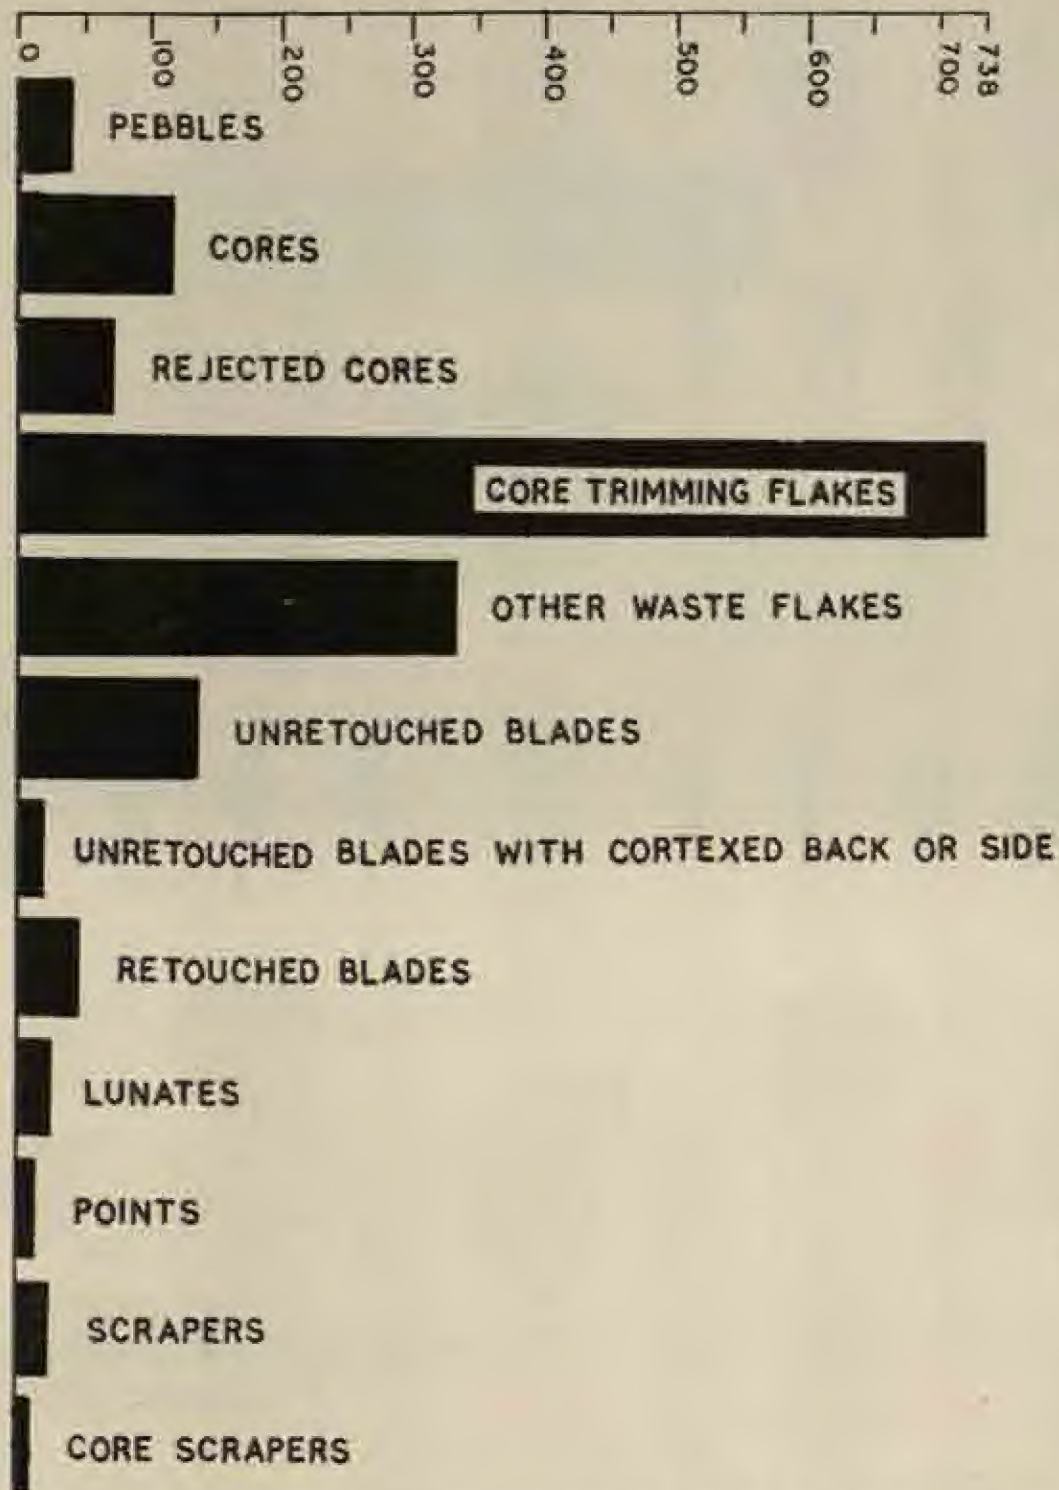 0 100 200 300 400 500 600 700 738
PEBBLES
CORES
REJECTED CORES
CORE TRIMMING FLAKES
OTHER WASTE FLAKES
UNRETOUCHED BLADES
UNRETOUCHED BLADES WITH CORTEXED BACK OR SIDE
RETOUCHED BLADES
LUNATES
POINTS
SCRAPERS
CORE SCRAPERS